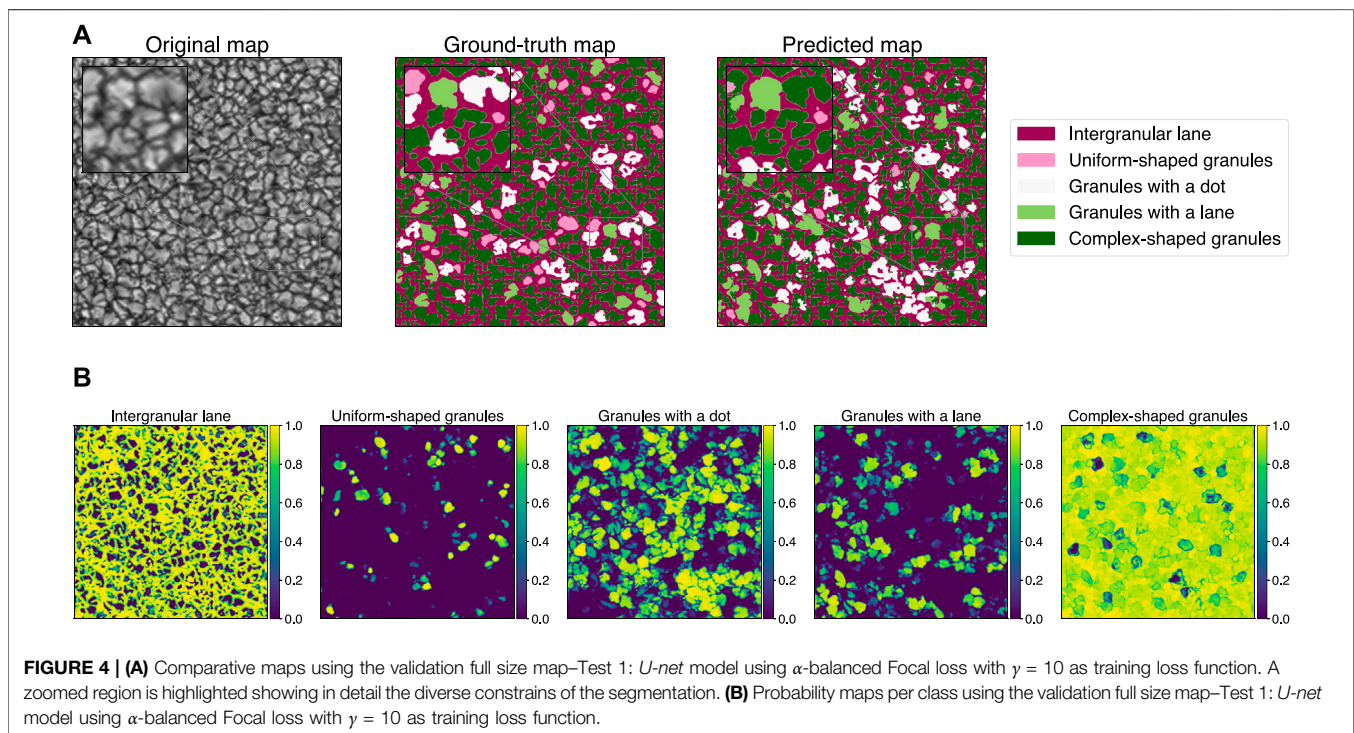 A
Original map
Ground-truth map
Predicted map
Intergranular lane
Uniform-shaped granules
Granules with a dot
Granules with a lane
Complex-shaped granules
B
Intergranular lane
Uniform-shaped granules
Granules with a dot
Granules with a lane
Complex-shaped granules
1.0 1.0 1.0 1.0 1.0
0.8 0.8 0.8 0.8 0.8
0.6 0.6 0.6 0.6 0.6
0.4 0.4 0.4 0.4 0.4
0.2 0.2 0.2 0.2 0.2
0.0 0.0 0.0 0.0 0.0
FIGURE 4 | (A) Comparative maps using the validation full size map–Test 1: U-net model using α-balanced Focal loss with γ = 10 as training loss function. A
zoomed region is highlighted showing in detail the diverse constrains of the segmentation. (B) Probability maps per class using the validation full size map–Test 1: U-net
model using α-balanced Focal loss with γ = 10 as training loss function.